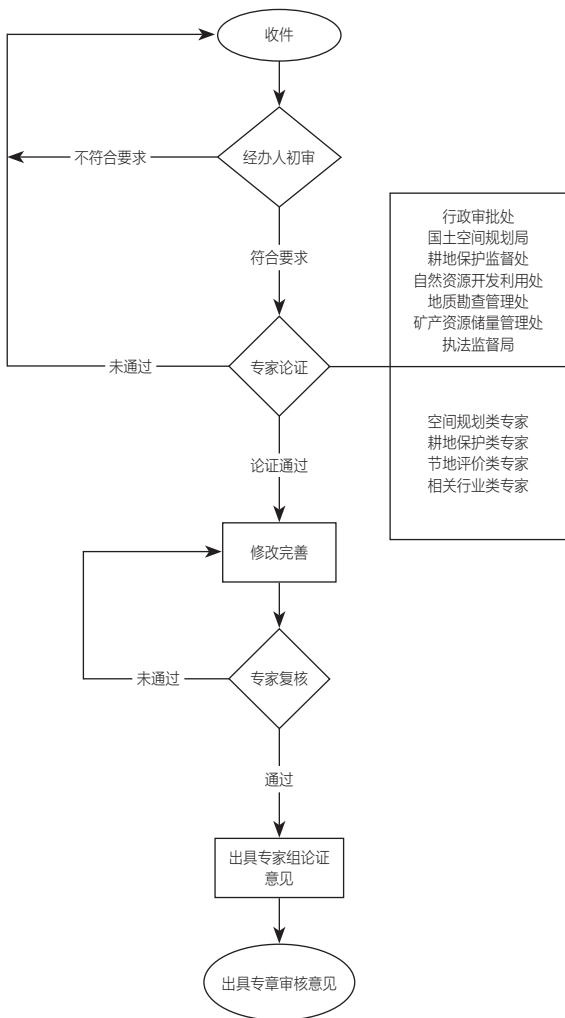 收件
不符合要求
经办人初审
行政审批处
国土空间规划局
耕地保护监督处
自然资源开发利用处
地质勘查管理处
矿产资源储量管理处
执法监督局
符合要求
未通过
专家论证
空间规划类专家
耕地保护类专家
节地评价类专家
相关行业类专家
论证通过
修改完善
未通过
专家复核
通过
出具专家组论证
意见
出具专章审核意见